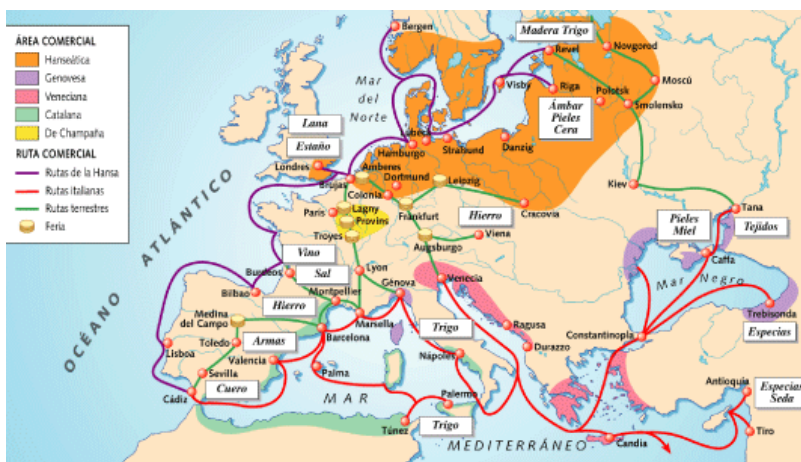 ÁREA COMERCIAL
Hanseática
Genovesa
Veneciana
Catalana
De Champaña
RUTA COMERCIAL
Rutas de la Hansa
Rutas italianas
Rutas terrestres
Feria
OCÉANO ATLÁNTICO
Mar
del
Norte
Bergen
Madera Trigo
Revel
Novgorod
Moscú
Visby
Riga
Polotsk
Smolensko
Ámbar
Pieles
Cera
Lana
Estaño
Londres
Lübeck
Hamburgo
Stralsund
Danzig
Amberes
Brujas
Dortmund
Colonia
Leipzig
Kiev
París
Lagny
Provins
Frankfurt
Hierro
Cracovia
Viena
Troyes
Augsburgo
Pieles
Miel
Tana
Tejidos
Caffa
Vino
Burdeos
Sal
Lyon
Génova
Venecia
Mar Negro
Bilbao
Hierro
Montpellier
Marsella
Medina
del Campo
Trebisonda
Especias
Constantinopla
Ragusa
Durazzo
Trigo
Nápoles
Armas
Toledo
Barcelona
Lisboa
Valencia
Palma
Sevilla
Cuero
Cádiz
Palermo
Trigo
Túnez
MAR
MEDITERRÁNEO
Candia
Antioquía
Especias
Seda
Tiro